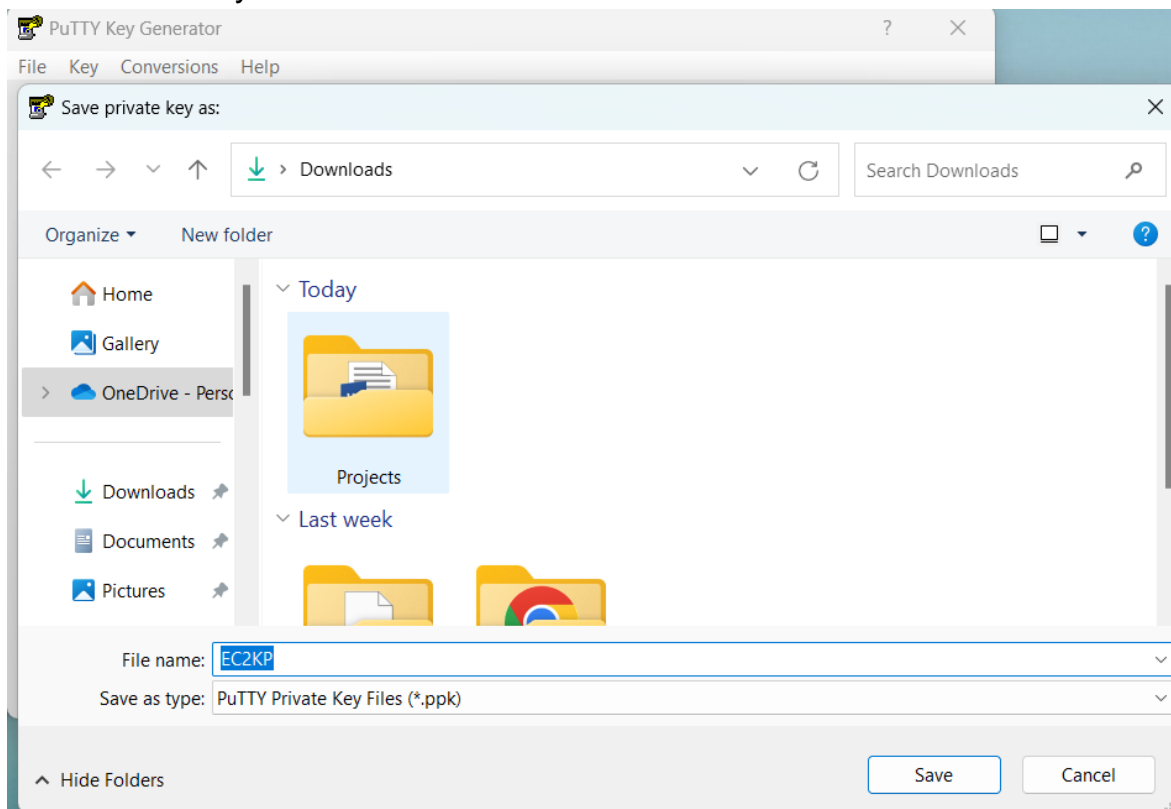 PuTTY Key Generator ?
File Key Conversions Help
Save private key as:
Downloads Search Downloads
Organize New folder ?
Home
Gallery
OneDrive - Perso
Downloads
Documents
Pictures
Today
Projects
Last week
File name: EC2KP
Save as type: PuTTY Private Key Files (*.ppk)
Hide Folders Save Cancel